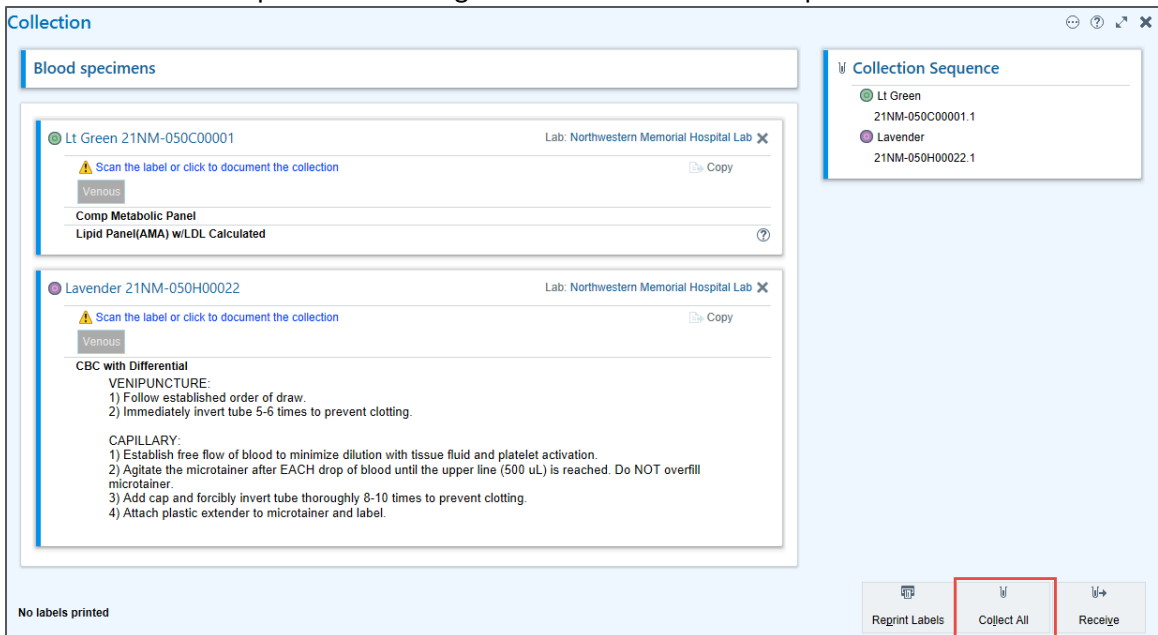 Collection
Blood specimens
Lt Green 21NM-050C00001
Lab: Northwestern Memorial Hospital Lab
Scan the label or click to document the collection
Copy
Venous
Comp Metabolic Panel
Lipid Panel(AMA) w/LDL Calculated
Lavender 21NM-050H00022
Lab: Northwestern Memorial Hospital Lab
Scan the label or click to document the collection
Copy
Venous
CBC with Differential
VENIPUNCTURE:
1) Follow established order of draw.
2) Immediately invert tube 5-6 times to prevent clotting.
CAPILLARY:
1) Establish free flow of blood to minimize dilution with tissue fluid and platelet activation.
2) Agitate the microtainer after EACH drop of blood until the upper line (500 uL) is reached. Do NOT overfill
microtainer.
3) Add cap and forcibly invert tube thoroughly 8-10 times to prevent clotting.
4) Attach plastic extender to microtainer and label.
Collection Sequence
Lt Green
21NM-050C00001.1
Lavender
21NM-050H00022.1
No labels printed
Reprint Labels
Collect All
Receive